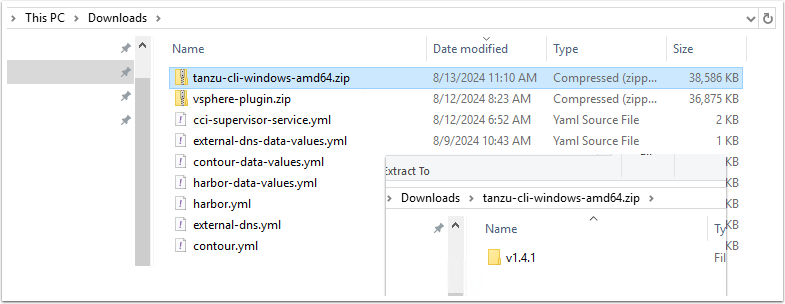 This PC > Downloads >
Name Date modified Type Size
tanzu-cli-windows-amd64.zip 8/13/2024 11:10 AM Compressed (zipp... 38,586 KB
vsphere-plugin.zip 8/12/2024 8:23 AM Compressed (zipp... 36,875 KB
cci-supervisor-service.yml 8/12/2024 6:52 AM Yaml Source File 2 KB
external-dns-data-values.yml 8/9/2024 10:43 AM Yaml Source File 1 KB
contour-data-values.yml KB
harbor-data-values.yml KB
harbor.yml KB
external-dns.yml KB
contour.yml KB
Extract To
> Downloads > tanzu-cli-windows-amd64.zip >
Name Ty
v1.4.1 Fil